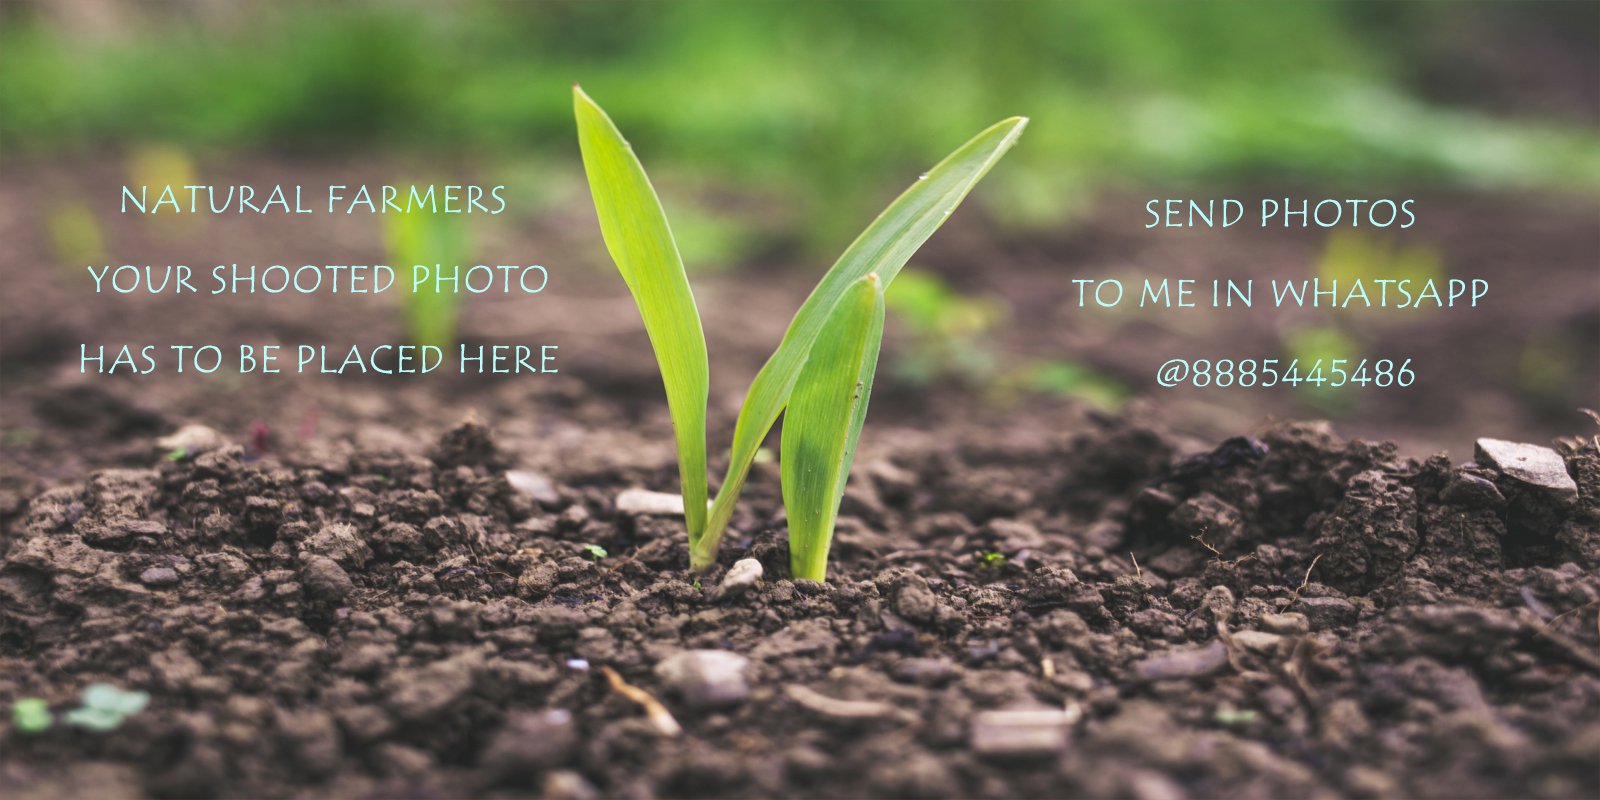 NATURAL FARMERS
YOUR SHOOTED PHOTO
HAS TO BE PLACED HERE
SEND PHOTOS
TO ME IN WHATSAPP
@8885445486